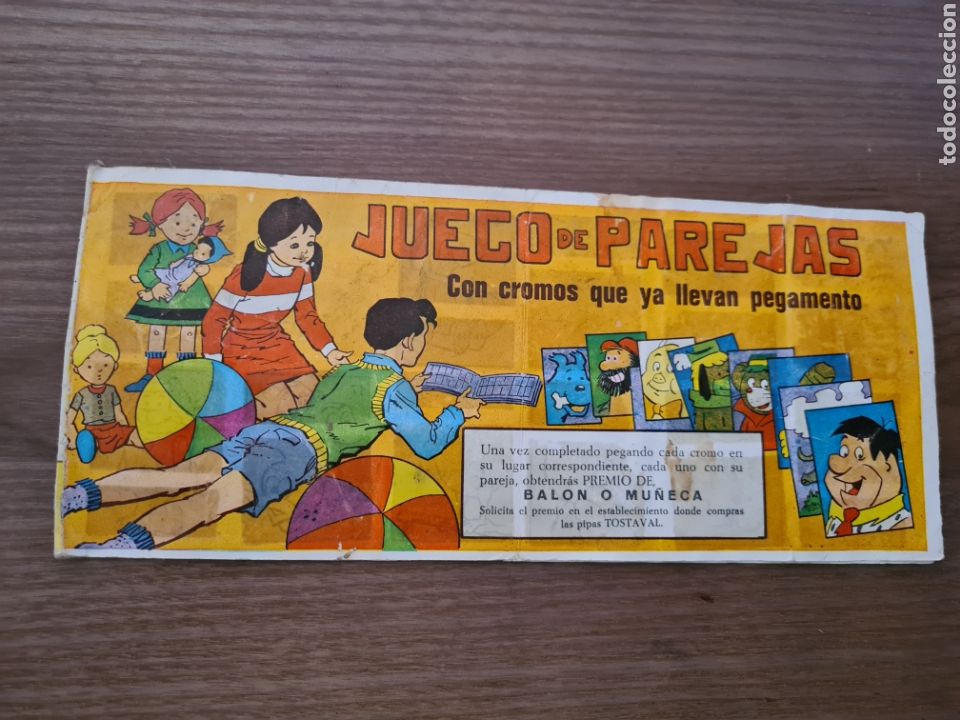 JUEGO DE PAREJAS
Con cromos que ya llevan pegamento
Una vez completado pegando cada cromo en
su lugar correspondiente, cada uno con su
pareja, obtendrás PREMIO DE,
BALON O MUÑECA
Solicita el premio en el establecimiento donde compras
las pipas TOSTAVAL.
todocoleccion